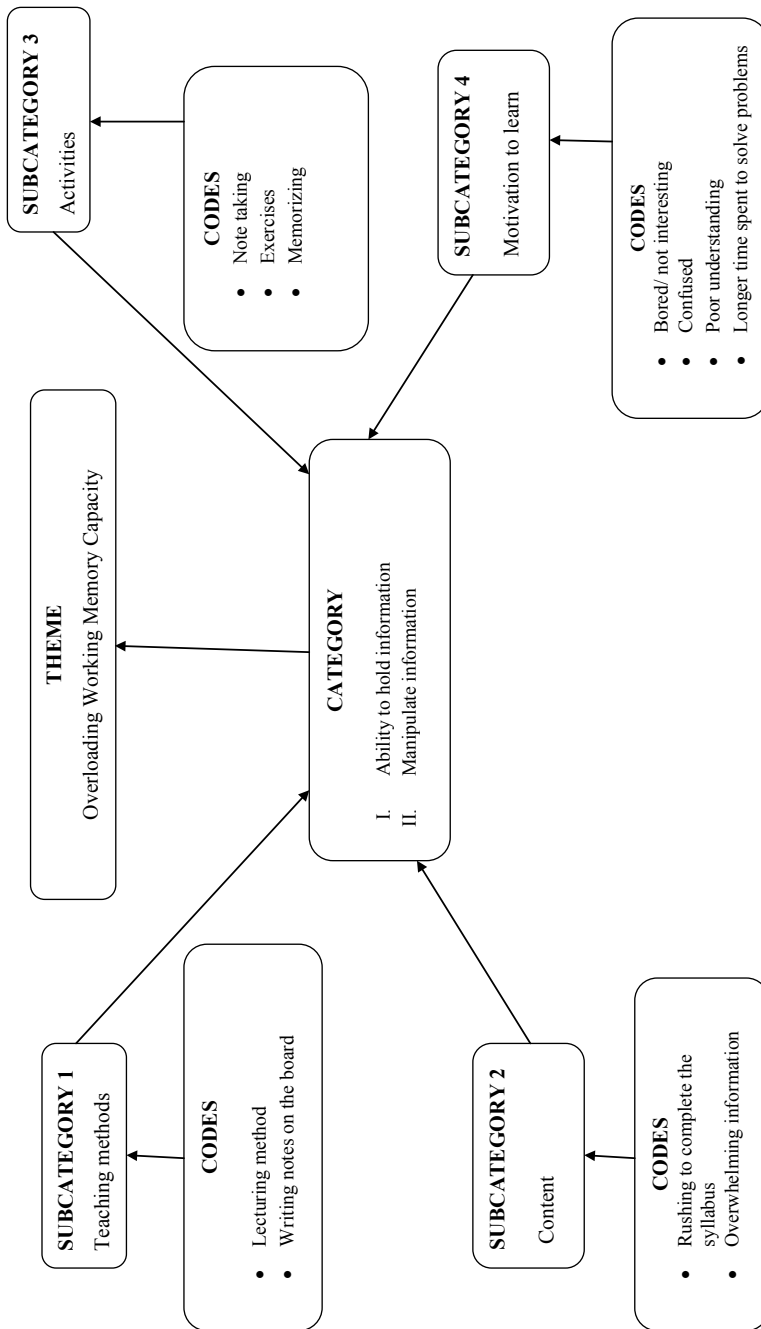 THEME
Overloading Working Memory Capacity
SUBCATEGORY 1
Teaching methods
CODES
• Lecturing method
• Writing notes on the board
SUBCATEGORY 3
Activities
CODES
• Note taking
• Exercises
• Memorizing
CATEGORY
I. Ability to hold information
II. Manipulate information
SUBCATEGORY 2
Content
CODES
• Rushing to complete the
syllabus
• Overwhelming information
SUBCATEGORY 4
Motivation to learn
CODES
• Bored/ not interesting
• Confused
• Poor understanding
• Longer time spent to solve problems